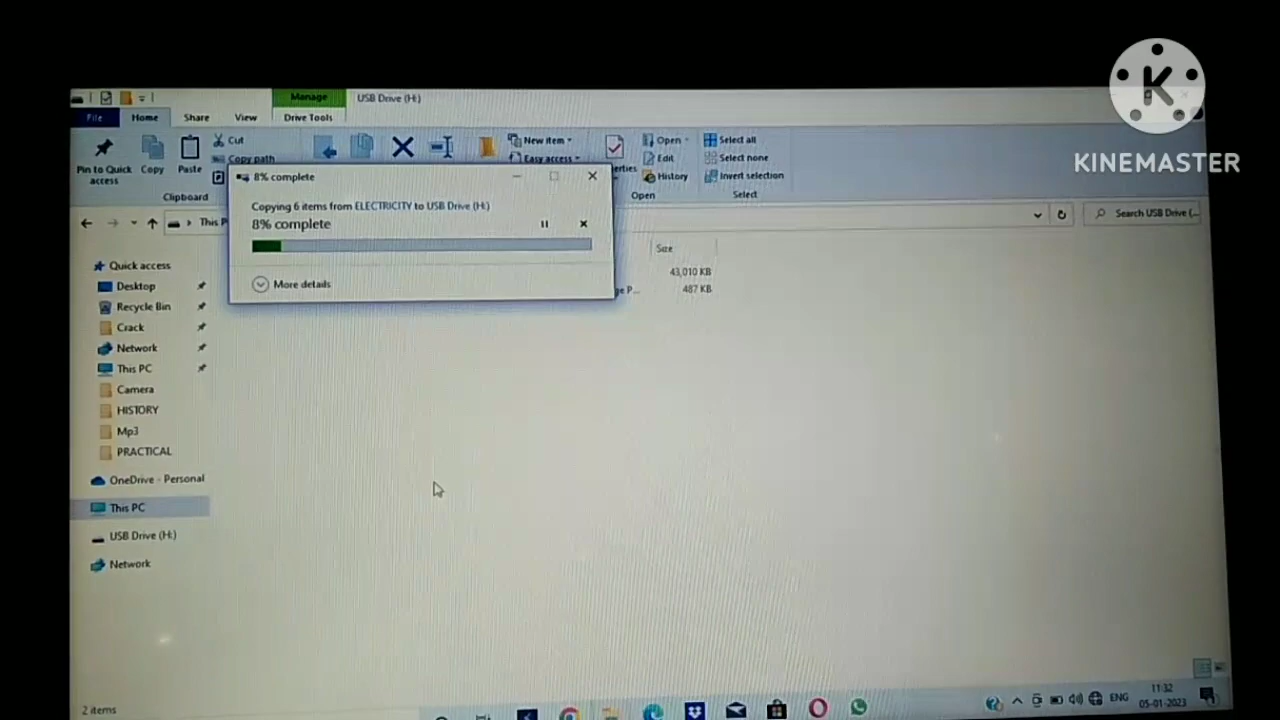 Manage
USB Drive (H:)
File
Home
Share
View
Drive Tools
Pin to Quick access
Copy
Paste
Cut
Copy path
New item
Easy access
Open
Edit
History
Select all
Select none
Invert selection
Clipboard
Open
Select
KINEMASTER
8% complete
Copying 6 items from ELECTRICITY to USB Drive (H:)
8% complete
More details
This P
Search USB Drive (...
Size
43,010 KB
487 KB
Quick access
Desktop
Recycle Bin
Crack
Network
This PC
Camera
HISTORY
Mp3
PRACTICAL
OneDrive - Personal
This PC
USB Drive (H:)
Network
2 items
ENG
11:32
05-01-2023